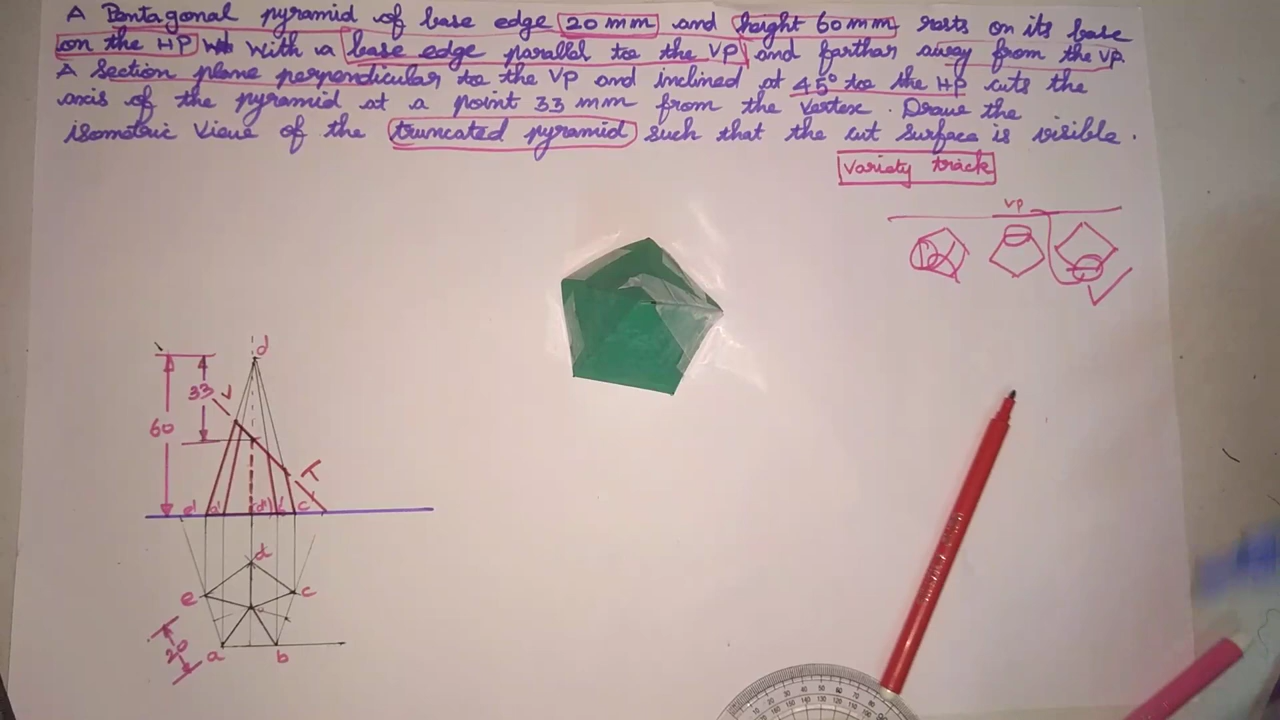 A Pentagonal pyramid of base edge 20 mm and height 60 mm rests on its base
on the HP with a base edge parallel to the VP and farthar away from the VP.
A Section plane perpendicular to the VP and inclined at 45° to the HP cuts the
axis of the pyramid at a point 33 mm from the Vertex. Draw the
isometric View of the truncated pyramid such that the cut surface is visible.
Variety track
VP
33
60
V
T
e' a' (d') b' c'
d
e c
20
a b